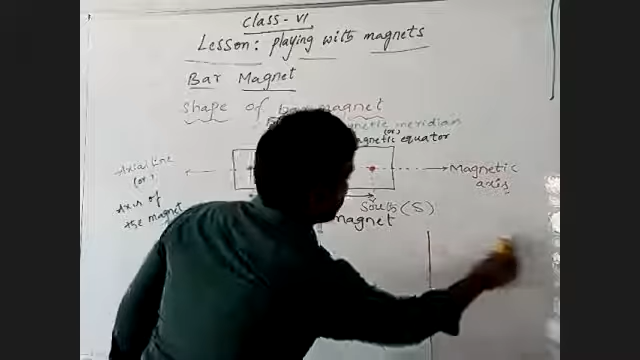 Class - VI
Lesson: playing with magnets
Bar Magnet
Shape of bar magnet
magnetic meridian
(or)
magnetic equator
Axial line
(or)
Axis of
the magnet
Magnetic
axis
South (S)
magnet